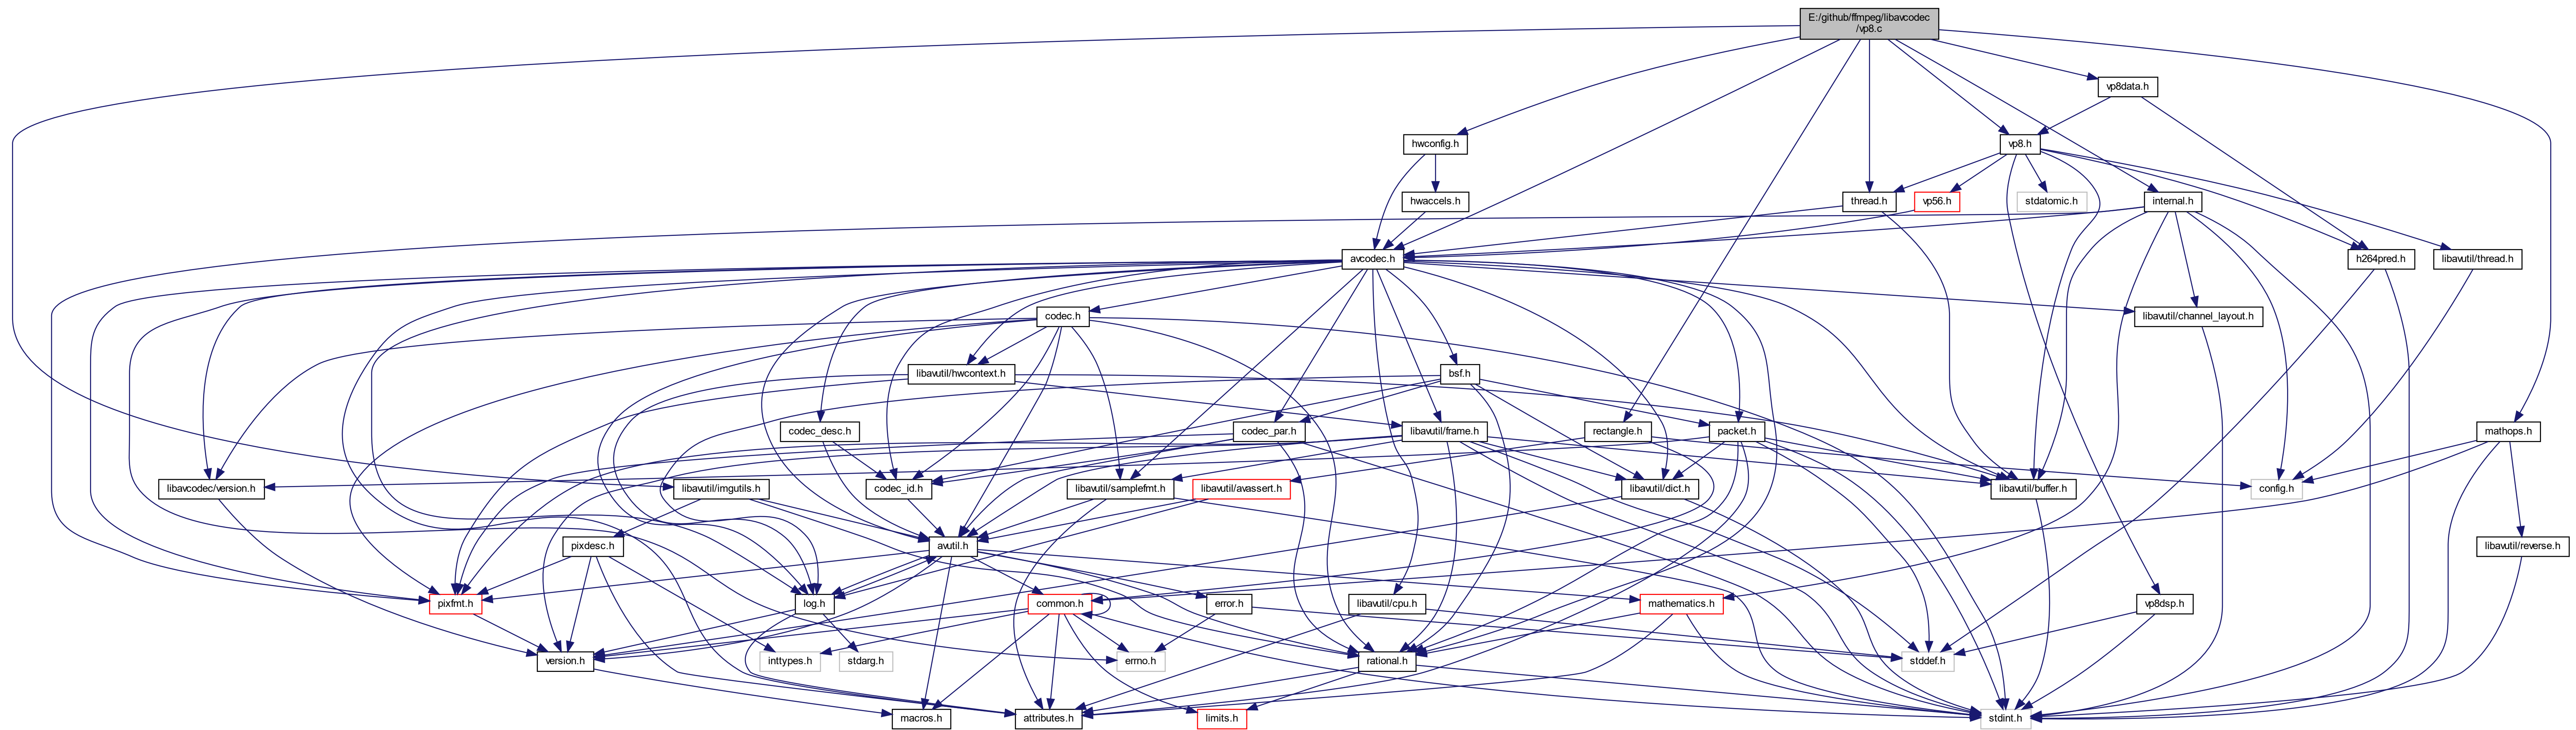 E:/github/ffmpeg/libavcodec
/vp8.c
vp8data.h
hwconfig.h
vp8.h
hwaccels.h
thread.h
vp56.h
stdatomic.h
internal.h
avcodec.h
h264pred.h
libavutil/thread.h
codec.h
libavutil/channel_layout.h
libavutil/hwcontext.h
bsf.h
codec_desc.h
codec_par.h
libavutil/frame.h
rectangle.h
packet.h
mathops.h
libavcodec/version.h
libavutil/imgutils.h
codec_id.h
libavutil/samplefmt.h
libavutil/avassert.h
libavutil/dict.h
libavutil/buffer.h
config.h
pixdesc.h
avutil.h
libavutil/reverse.h
pixfmt.h
log.h
common.h
error.h
libavutil/cpu.h
mathematics.h
vp8dsp.h
version.h
inttypes.h
stdarg.h
errno.h
rational.h
stddef.h
macros.h
attributes.h
limits.h
stdint.h